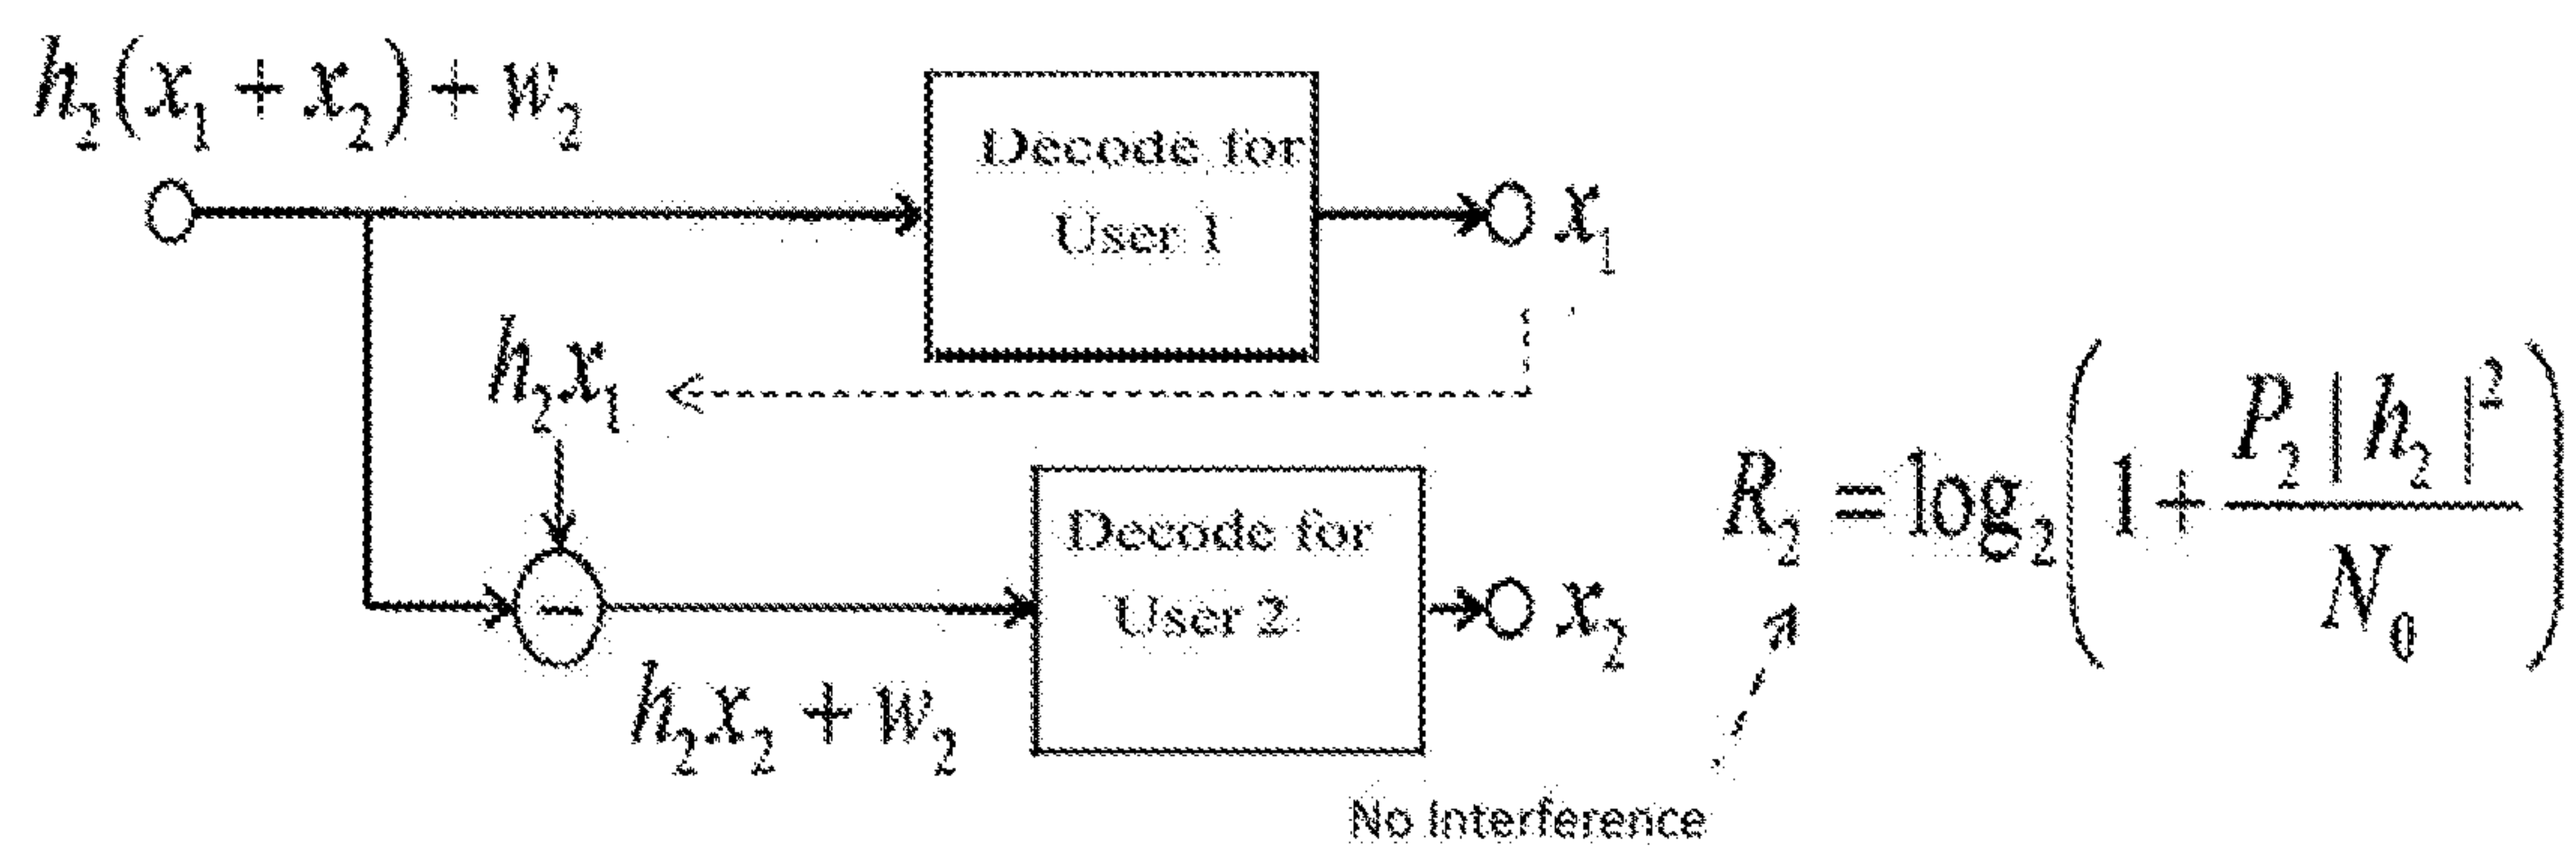 h₂(x₁ + x₂) + w₂
Decode for
User 1
x₁
h₂x₁
Decode for
User 2
x₂
h₂x₂ + w₂
R₂ = log₂(1 + P₂|h₂|²/N₀)
No Interference